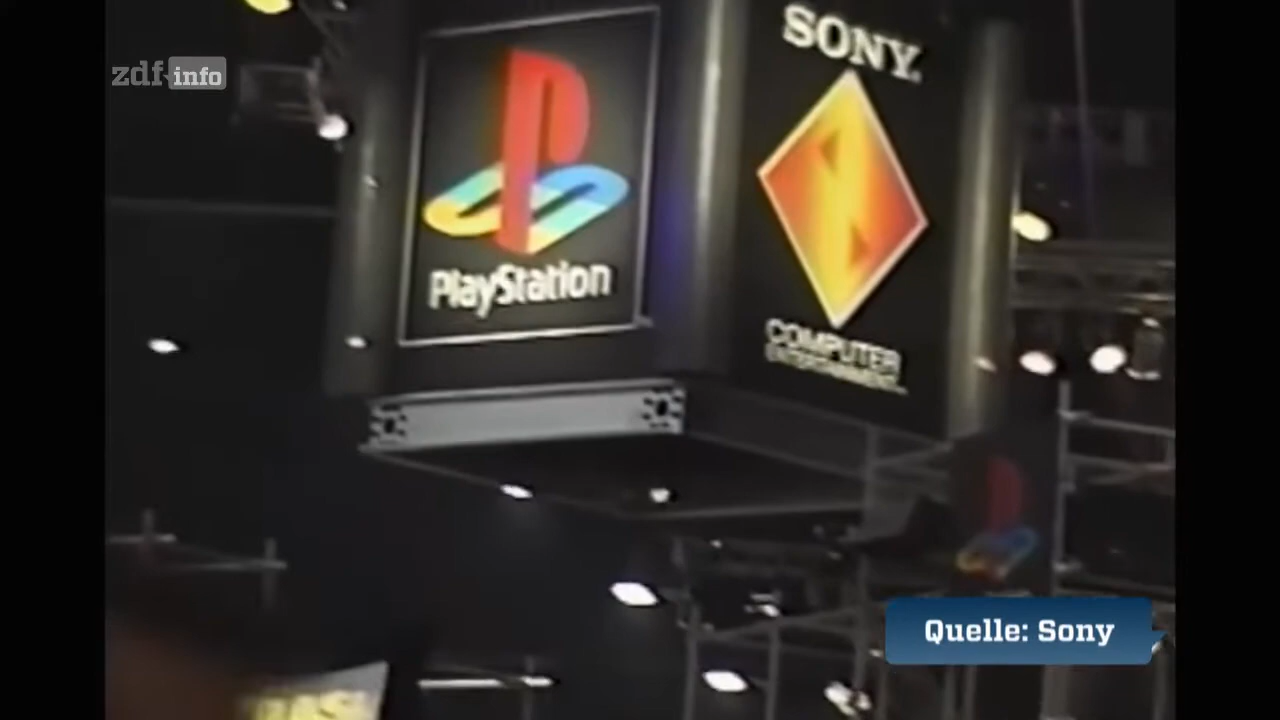 zdf info
PlayStation
SONY
COMPUTER
ENTERTAINMENT
Quelle: Sony